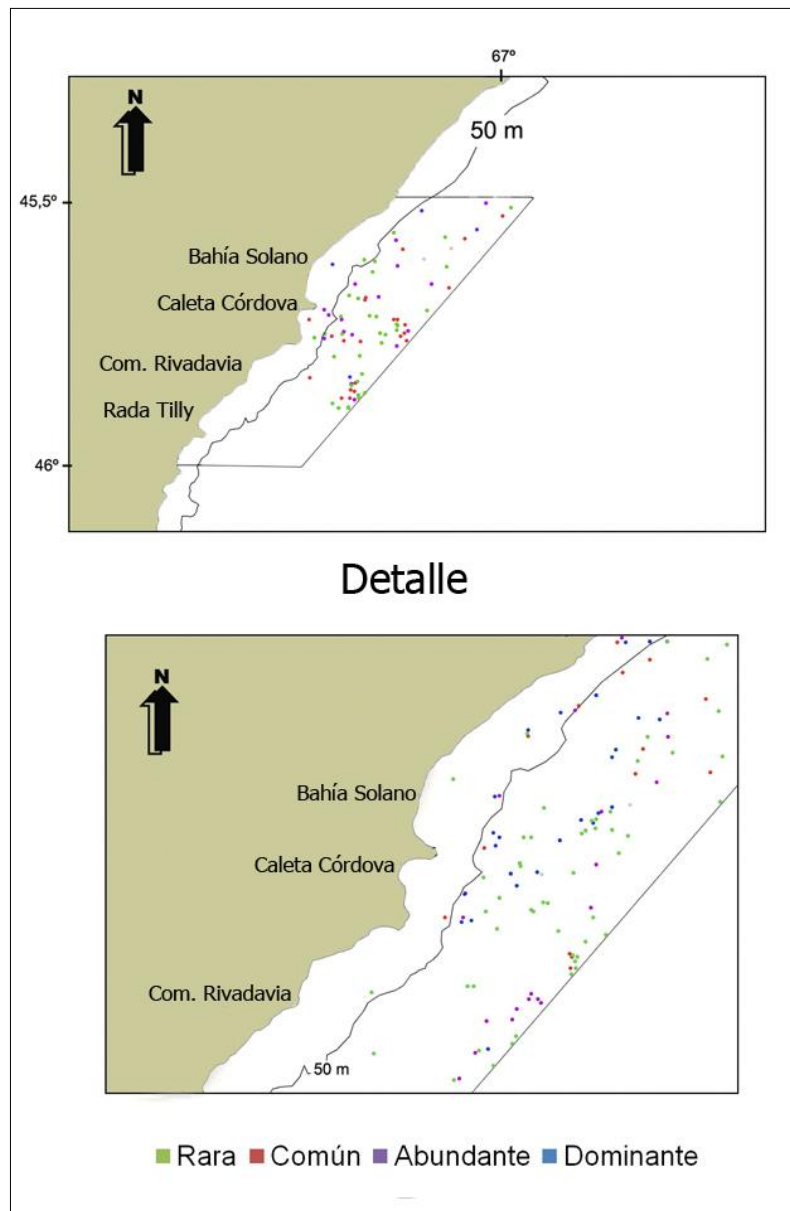 67º
N
50 m
45,5º
Bahía Solano
Caleta Córdova
Com. Rivadavia
Rada Tilly
46º
Detalle
N
Bahía Solano
Caleta Córdova
Com. Rivadavia
50 m
Rara Común Abundante Dominante